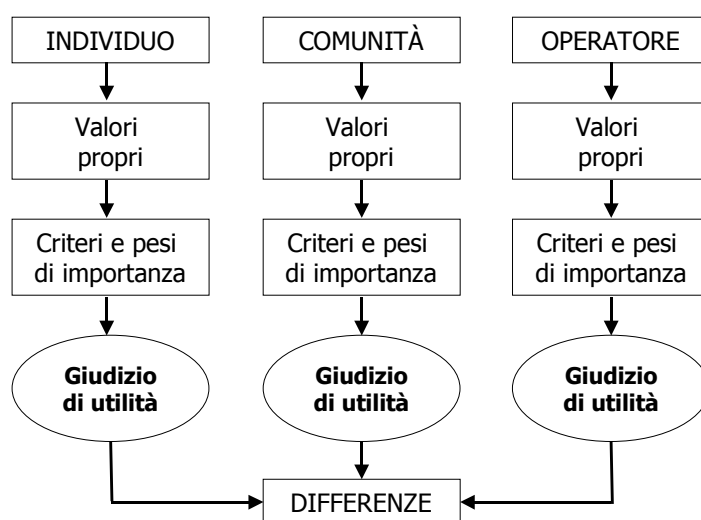 INDIVIDUO
COMUNITÀ
OPERATORE
Valori
propri
Valori
propri
Valori
propri
Criteri e pesi
di importanza
Criteri e pesi
di importanza
Criteri e pesi
di importanza
Giudizio
di utilità
Giudizio
di utilità
Giudizio
di utilità
DIFFERENZE